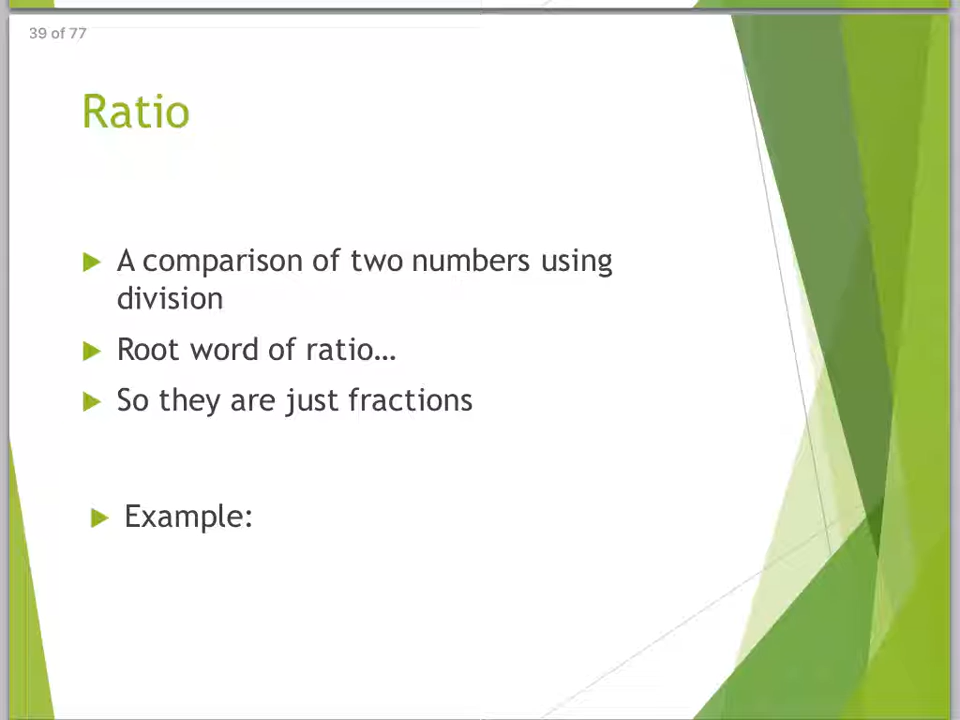 39 of 77
Ratio
A comparison of two numbers using
division
Root word of ratio…
So they are just fractions
Example: